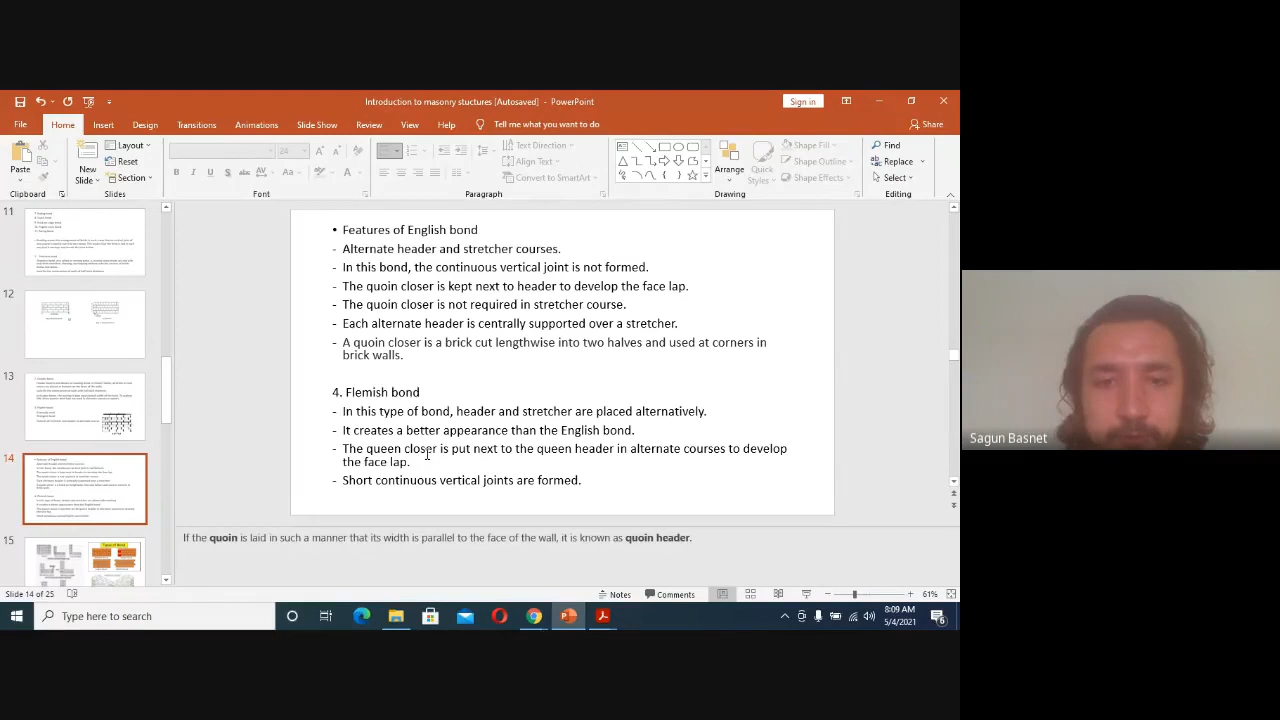 Introduction to masonry stuctures [Autosaved] - PowerPoint
Sign in
File Home Insert Design Transitions Animations Slide Show Review View Help Tell me what you want to do Share
Paste
Clipboard
New Slide
Layout
Reset
Section
Slides
24
Font
Paragraph
Text Direction
Align Text
Convert to SmartArt
Arrange
Quick Styles
Shape Fill
Shape Outline
Shape Effects
Drawing
Find
Replace
Select
Editing
11
12
13
14
15
Types of Bond
• Features of English bond
- Alternate header and stretcher courses.
- In this bond, the continuous vertical joint is not formed.
- The quoin closer is kept next to header to develop the face lap.
- The quoin closer is not required in stretcher course.
- Each alternate header is centrally supported over a stretcher.
- A quoin closer is a brick cut lengthwise into two halves and used at corners in
brick walls.
4. Flemish bond
- In this type of bond, header and stretcher are placed alternatively.
- It creates a better appearance than the English bond.
- The queen closer is put next to the queen header in alternate courses to develop
the face lap.
- Short continuous vertical joints are formed.
If the quoin is laid in such a manner that its width is parallel to the face of the wall, it is known as quoin header.
Slide 14 of 25
Notes
Comments
61%
Type here to search
8:09 AM
5/4/2021
6
Sagun Basnet